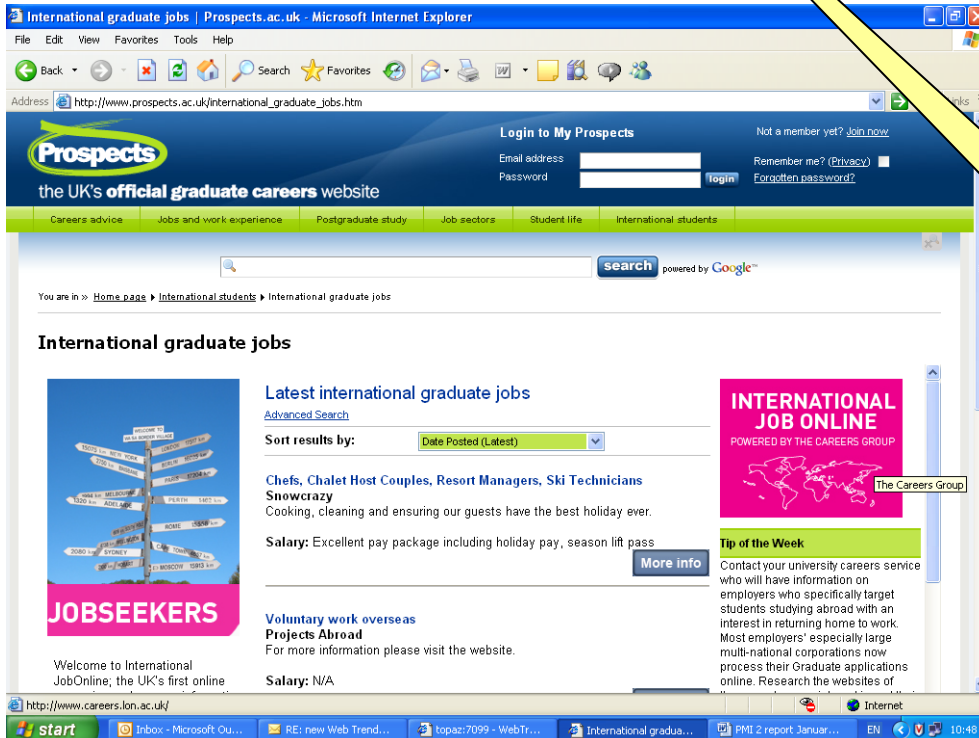 International graduate jobs | Prospects.ac.uk - Microsoft Internet Explorer
File Edit View Favorites Tools Help
Back Search Favorites
Address http://www.prospects.ac.uk/international_graduate_jobs.htm
Login to My Prospects
Not a member yet? Join now
Prospects
Email address
Remember me? (Privacy)
the UK's official graduate careers website
Password
login
Forgotten password?
Careers advice Jobs and work experience Postgraduate study Job sectors Student life International students
search powered by Google™
You are in » Home page International students International graduate jobs
International graduate jobs
JOBSEEKERS
Welcome to International
JobOnline; the UK's first online
Latest international graduate jobs
Advanced Search
Sort results by: Date Posted (Latest)
Chefs, Chalet Host Couples, Resort Managers, Ski Technicians
Snowcrazy
Cooking, cleaning and ensuring our guests have the best holiday ever.
Salary: Excellent pay package including holiday pay, season lift pass
More info
Voluntary work overseas
Projects Abroad
For more information please visit the website.
Salary: N/A
INTERNATIONAL
JOB ONLINE
POWERED BY THE CAREERS GROUP
The Careers Group
Tip of the Week
Contact your university careers service
who will have information on
employers who specifically target
students studying abroad with an
interest in returning home to work.
Most employers' especially large
multi-national corporations now
process their Graduate applications
online. Research the websites of
http://www.careers.lon.ac.uk/
Internet
start Inbox - Microsoft Ou... RE: new Web Trend... topaz:7099 - WebTr... International gradua... PMI 2 report Januar... EN 10:48